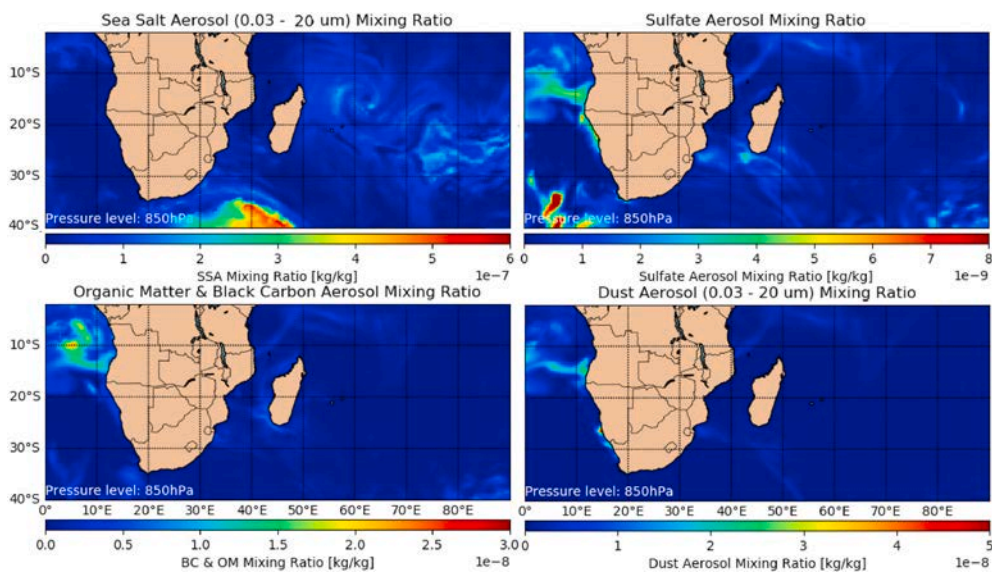 Sea Salt Aerosol (0.03 - 20 um) Mixing Ratio
Sulfate Aerosol Mixing Ratio
10°S
20°S
30°S
40°S
Pressure level: 850hPa
Pressure level: 850hPa
0 1 2 3 4 5 6
0 1 2 3 4 5 6 7 8
SSA Mixing Ratio [kg/kg]
1e-7
Sulfate Aerosol Mixing Ratio [kg/kg]
1e-9
Organic Matter & Black Carbon Aerosol Mixing Ratio
Dust Aerosol (0.03 - 20 um) Mixing Ratio
10°S
20°S
30°S
40°S
Pressure level: 850hPa
Pressure level: 850hPa
0° 10°E 20°E 30°E 40°E 50°E 60°E 70°E 80°E
0° 10°E 20°E 30°E 40°E 50°E 60°E 70°E 80°E
0.0 0.5 1.0 1.5 2.0 2.5 3.0
0 1 2 3 4 5
BC & OM Mixing Ratio [kg/kg]
1e-8
Dust Aerosol Mixing Ratio [kg/kg]
1e-8